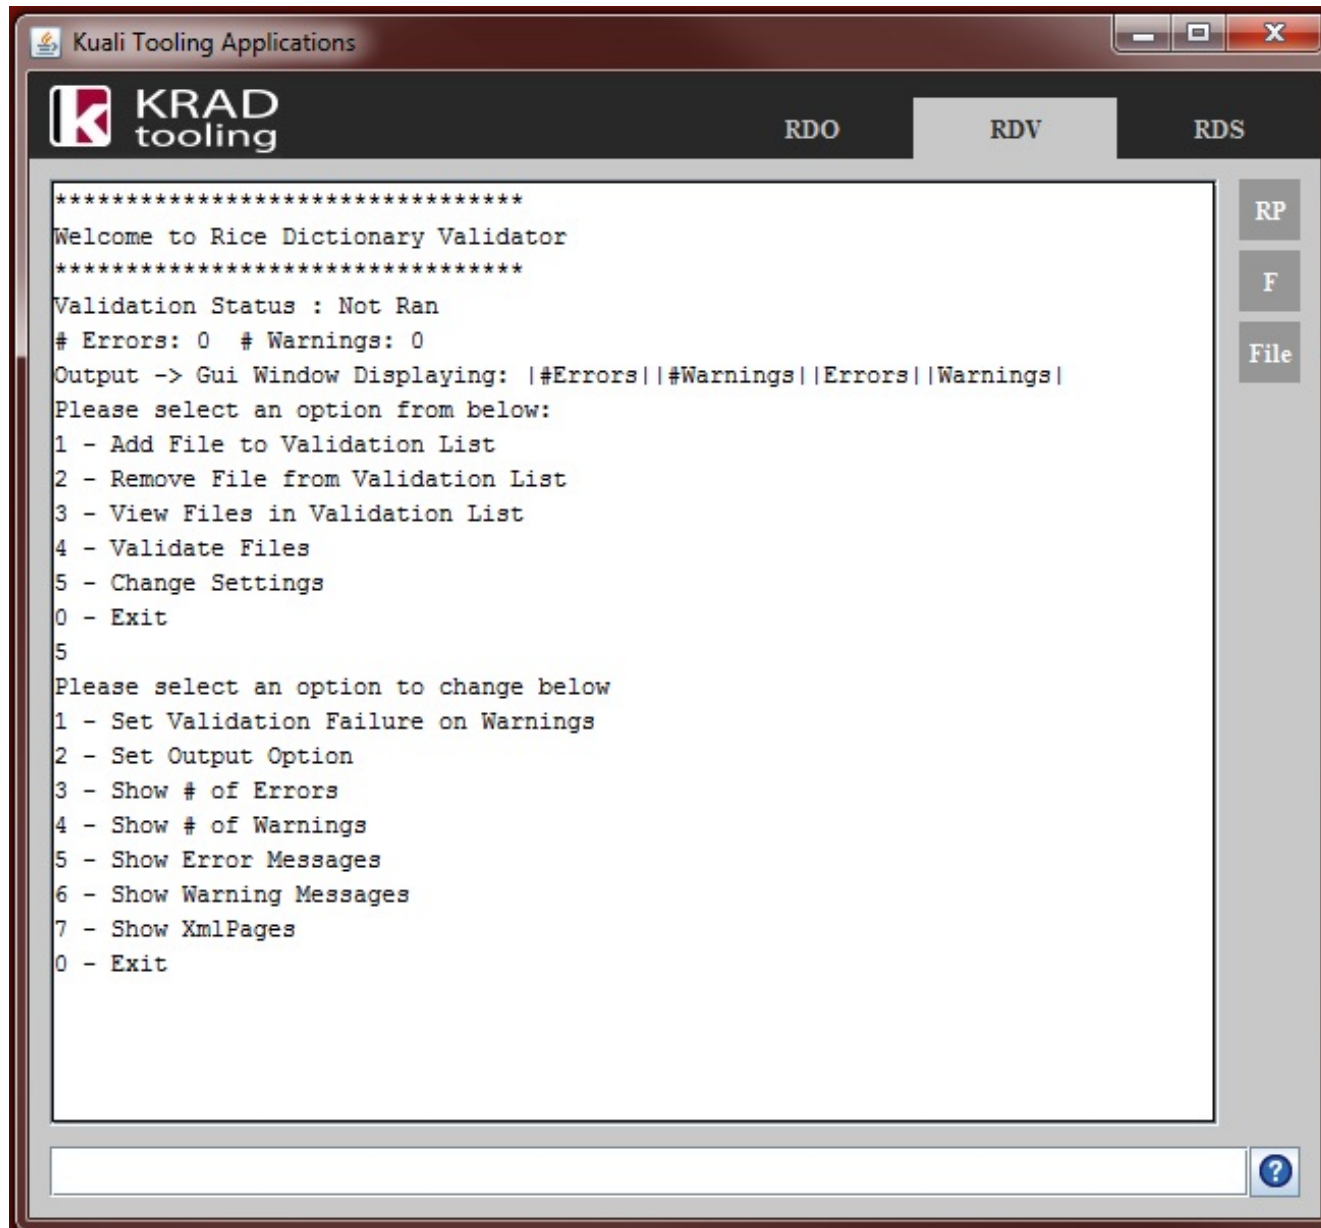 Kuali Tooling Applications
KRAD
tooling
RDO RDV RDS
*********************************
Welcome to Rice Dictionary Validator
*********************************
Validation Status : Not Ran
# Errors: 0  # Warnings: 0
Output -> Gui Window Displaying: |#Errors||#Warnings||Errors||Warnings|
Please select an option from below:
1 - Add File to Validation List
2 - Remove File from Validation List
3 - View Files in Validation List
4 - Validate Files
5 - Change Settings
0 - Exit
5
Please select an option to change below
1 - Set Validation Failure on Warnings
2 - Set Output Option
3 - Show # of Errors
4 - Show # of Warnings
5 - Show Error Messages
6 - Show Warning Messages
7 - Show XmlPages
0 - Exit
RP
F
File
?